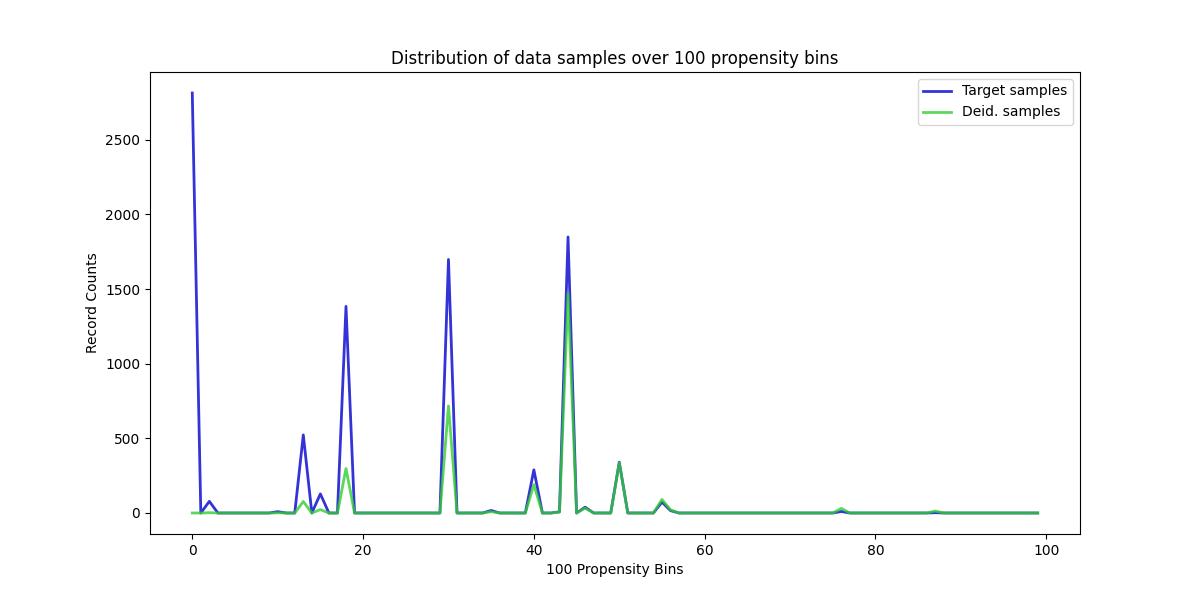 Distribution of data samples over 100 propensity bins
Target samples
Deid. samples
2500
2000
1500
1000
500
0
Record Counts
0 20 40 60 80 100
100 Propensity Bins